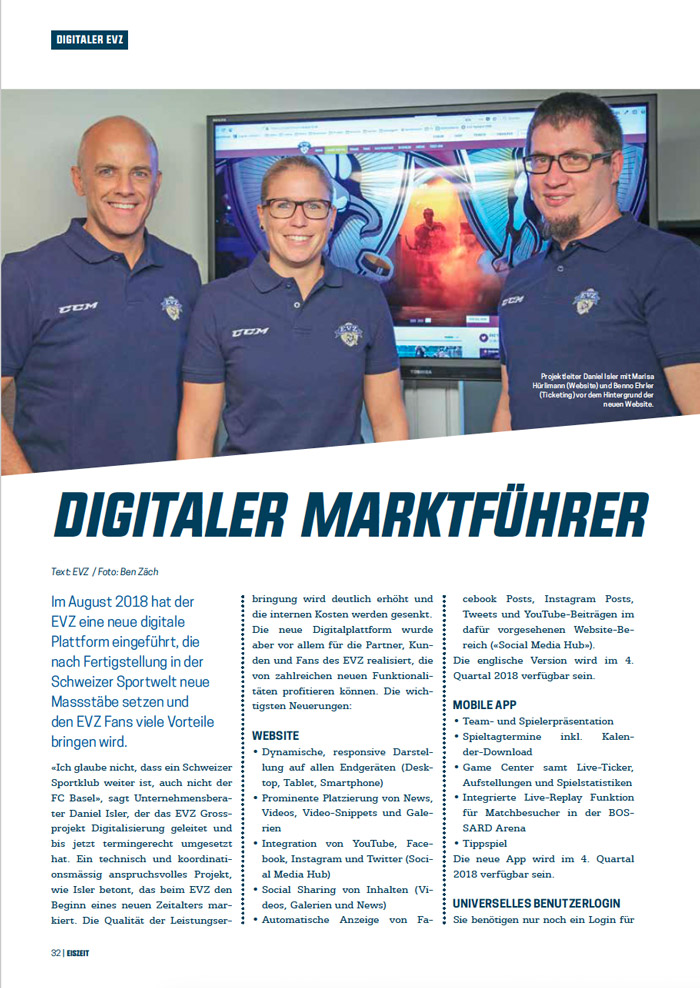 DIGITALER EVZ
CCM
EVZ
CCM
EVZ
CCM
EVZ
TOSHIBA
Projektleiter Daniel Isler mit Marisa
Hürlimann (Website) und Benno Ehrler
(Ticketing) vor dem Hintergrund der
neuen Website.
DIGITALER MARKTFÜHRER
Text: EVZ / Foto: Ben Zäch
Im August 2018 hat der
EVZ eine neue digitale
Plattform eingeführt, die
nach Fertigstellung in der
Schweizer Sportwelt neue
Massstäbe setzen und
den EVZ Fans viele Vorteile
bringen wird.
«Ich glaube nicht, dass ein Schweizer
Sportklub weiter ist, auch nicht der
FC Basel», sagt Unternehmensbera-
ter Daniel Isler, der das EVZ Gross-
projekt Digitalisierung geleitet und
bis jetzt termingerecht umgesetzt
hat. Ein technisch und koordinati-
onsmässig anspruchsvolles Projekt,
wie Isler betont, das beim EVZ den
Beginn eines neuen Zeitalters mar-
kiert. Die Qualität der Leistungser-
bringung wird deutlich erhöht und
die internen Kosten werden gesenkt.
Die neue Digitalplattform wurde
aber vor allem für die Partner, Kun-
den und Fans des EVZ realisiert, die
von zahlreichen neuen Funktionali-
täten profitieren können. Die wich-
tigsten Neuerungen:
WEBSITE
• Dynamische, responsive Darstel-
lung auf allen Endgeräten (Desk-
top, Tablet, Smartphone)
• Prominente Platzierung von News,
Videos, Video-Snippets und Gale-
rien
• Integration von YouTube, Face-
book, Instagram und Twitter (Soci-
al Media Hub)
• Social Sharing von Inhalten (Vi-
deos, Galerien und News)
• Automatische Anzeige von Fa-
cebook Posts, Instagram Posts,
Tweets und YouTube-Beiträgen im
dafür vorgesehenen Website-Be-
reich («Social Media Hub»).
Die englische Version wird im 4.
Quartal 2018 verfügbar sein.
MOBILE APP
• Team- und Spielerpräsentation
• Spieltagtermine inkl. Kalen-
der-Download
• Game Center samt Live-Ticker,
Aufstellungen und Spielstatistiken
• Integrierte Live-Replay Funktion
für Matchbesucher in der BOS-
SARD Arena
• Tippspiel
Die neue App wird im 4. Quartal
2018 verfügbar sein.
UNIVERSELLES BENUTZERLOGIN
Sie benötigen nur noch ein Login für
32 | EISZEIT